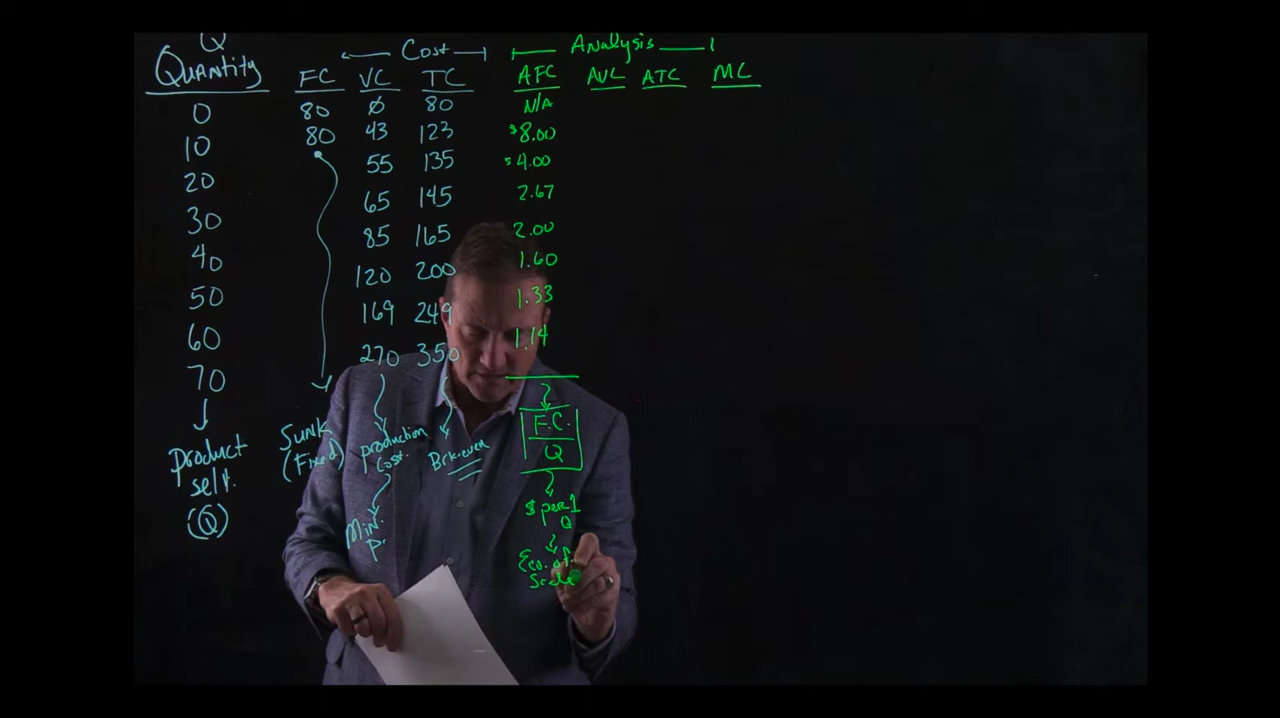 Q
← Cost → Analysis
Quantity FC VC TC AFC AVC ATC MC
0 80 ∅ 80 N/A
10 80 43 123 $8.00
20 55 135 $4.00
30 65 145 2.67
40 85 165 2.00
50 120 200 1.60
60 169 249 1.33
70 270 350 1.14
product
self.
(Q)
Sunk
(Fixed)
production
Cost.
Min.
P.
Brk-even
F.C.
Q
$ per 1
Q
Eco. of
Scale